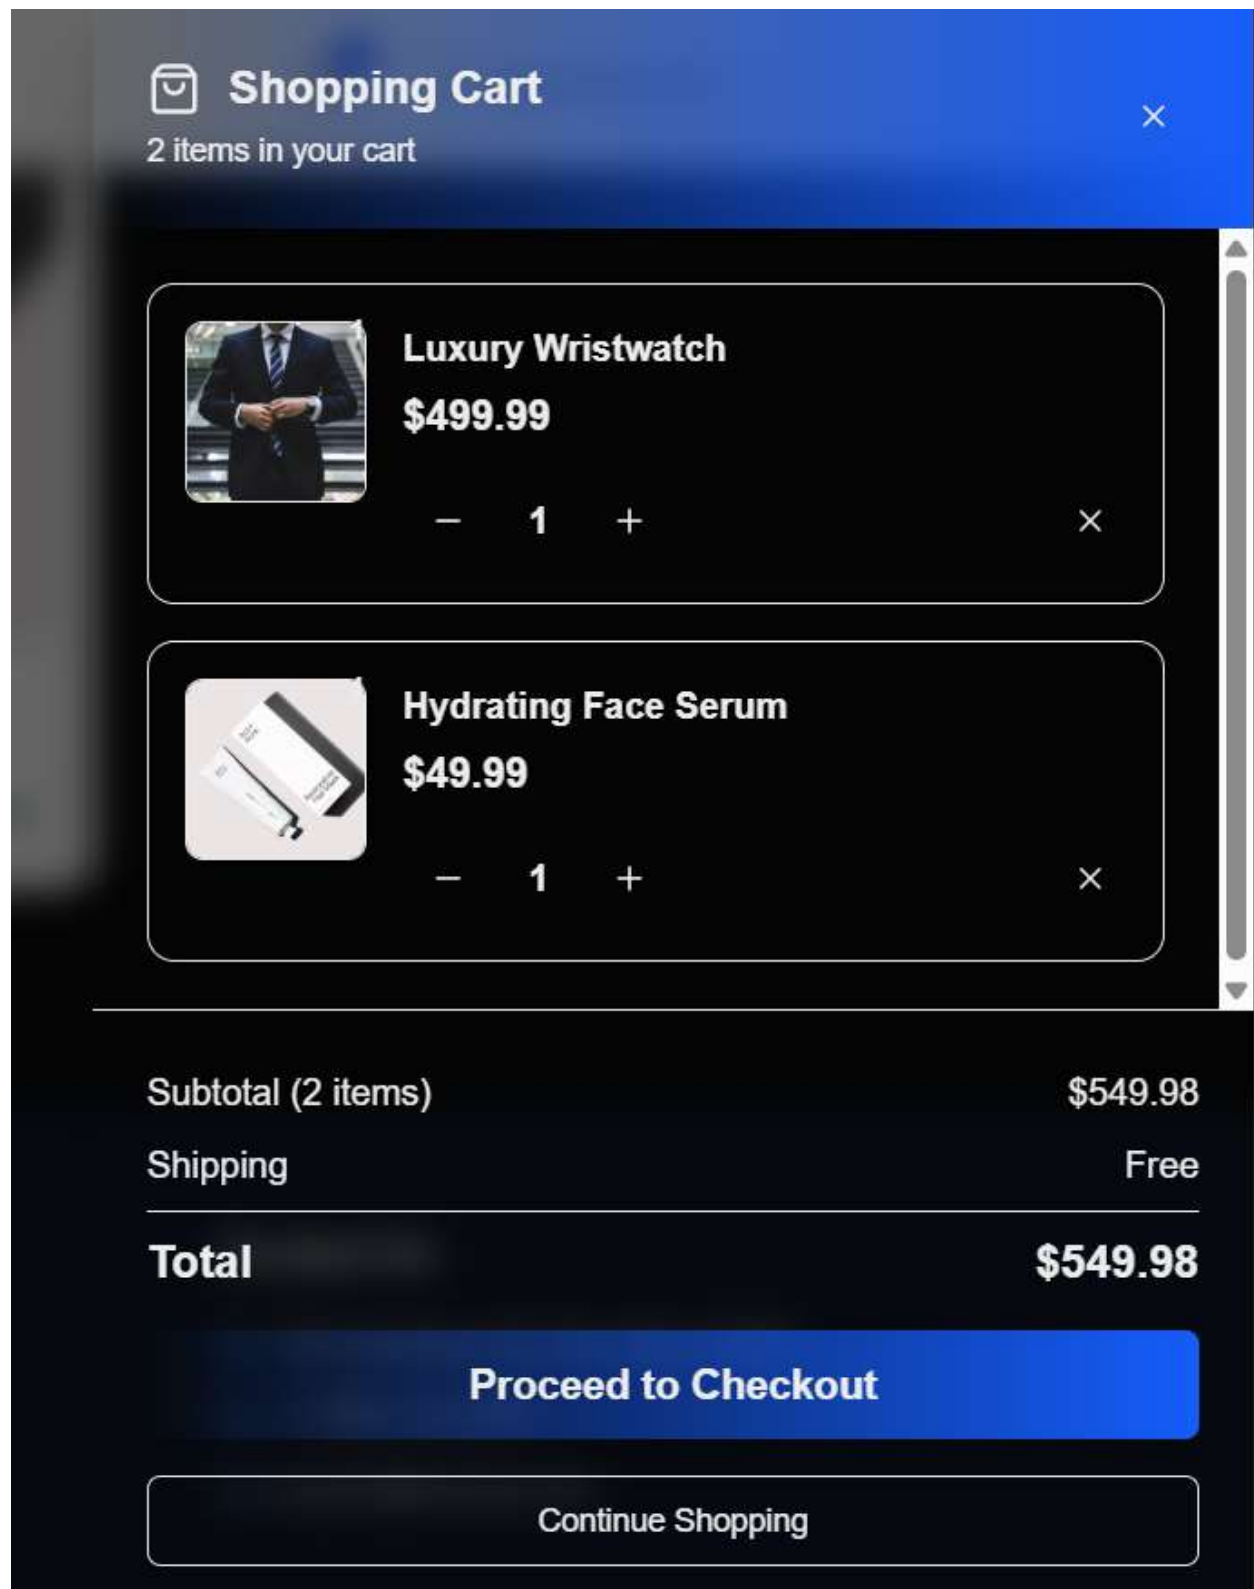 Shopping Cart
2 items in your cart
Luxury Wristwatch
$499.99
− 1 +
×
Hydrating Face Serum
$49.99
− 1 +
×
Subtotal (2 items) $549.98
Shipping Free
Total $549.98
Proceed to Checkout
Continue Shopping